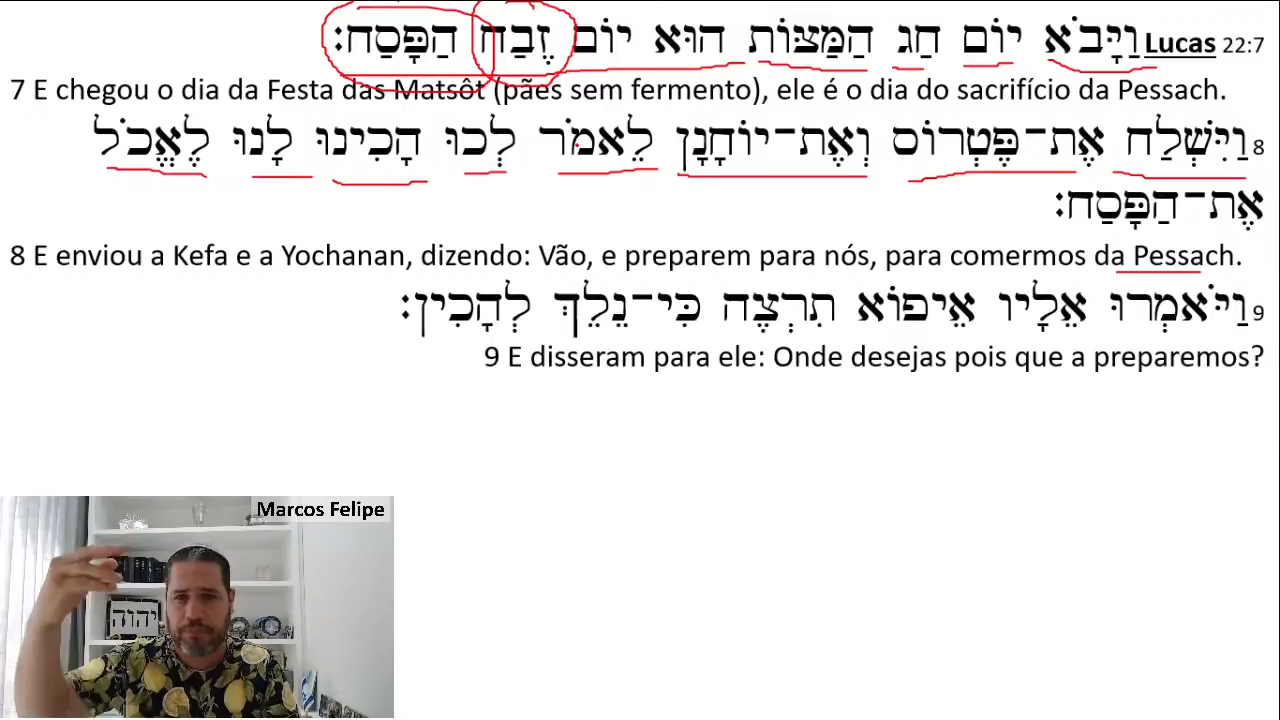 Lucas 22:7 וַיָּבֹא יוֹם חַג הַמַּצּוֹת הוּא יוֹם זֶבַח הַפָּסַח׃
7 E chegou o dia da Festa das Matsôt (pães sem fermento), ele é o dia do sacrifício da Pessach.
8 וַיִּשְׁלַח אֶת־פֶּטְרוֹס וְאֶת־יוֹחָנָן לֵאמֹר לְכוּ הָכִינוּ לָנוּ לֶאֱכֹל
אֶת־הַפָּסַח׃
8 E enviou a Kefa e a Yochanan, dizendo: Vão, e preparem para nós, para comermos da Pessach.
9 וַיֹּאמְרוּ אֵלָיו אֵיפוֹא תִרְצֶה כִּי־נֵלֵךְ לְהָכִין׃
9 E disseram para ele: Onde desejas pois que a preparemos?
Marcos Felipe
יהוה